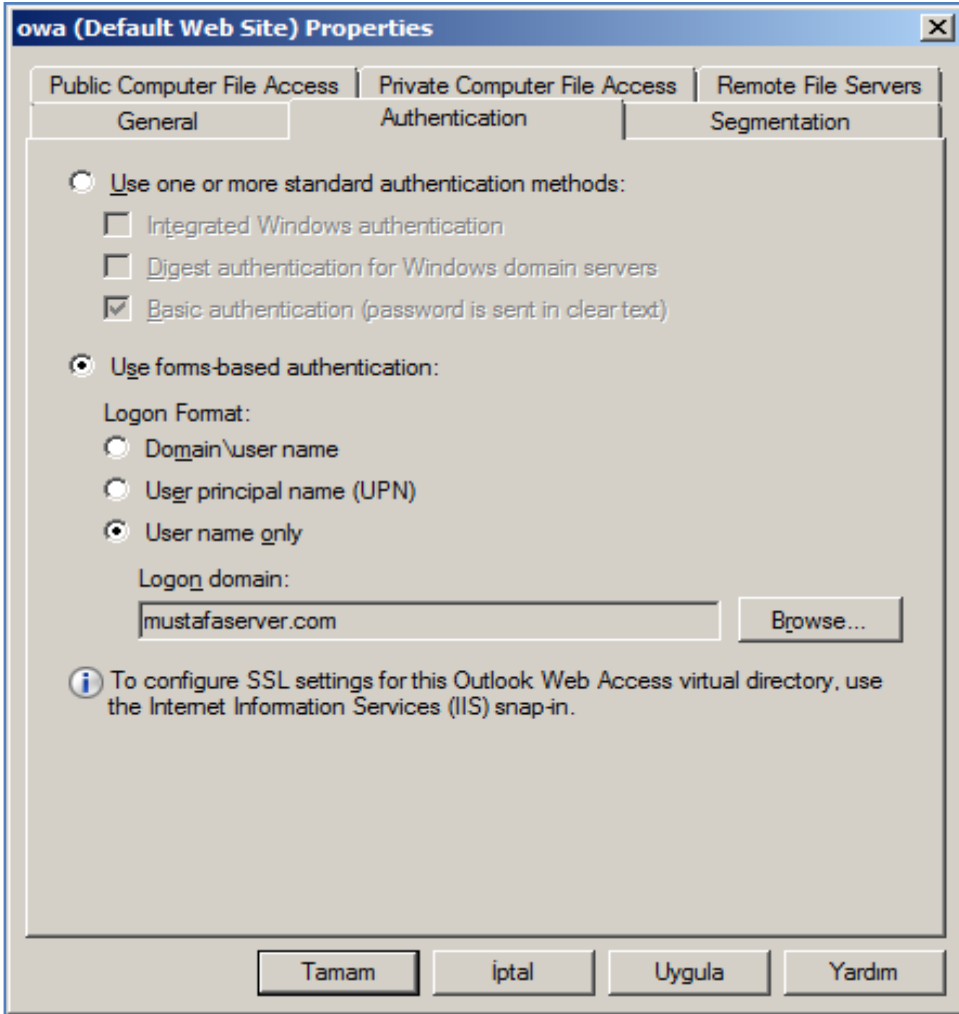 owa (Default Web Site) Properties
Public Computer File Access Private Computer File Access Remote File Servers
General Authentication Segmentation
Use one or more standard authentication methods:
Integrated Windows authentication
Digest authentication for Windows domain servers
Basic authentication (password is sent in clear text)
Use forms-based authentication:
Logon Format:
Domain\user name
User principal name (UPN)
User name only
Logon domain:
mustafaserver.com Browse...
To configure SSL settings for this Outlook Web Access virtual directory, use
the Internet Information Services (IIS) snap-in.
Tamam İptal Uygula Yardım